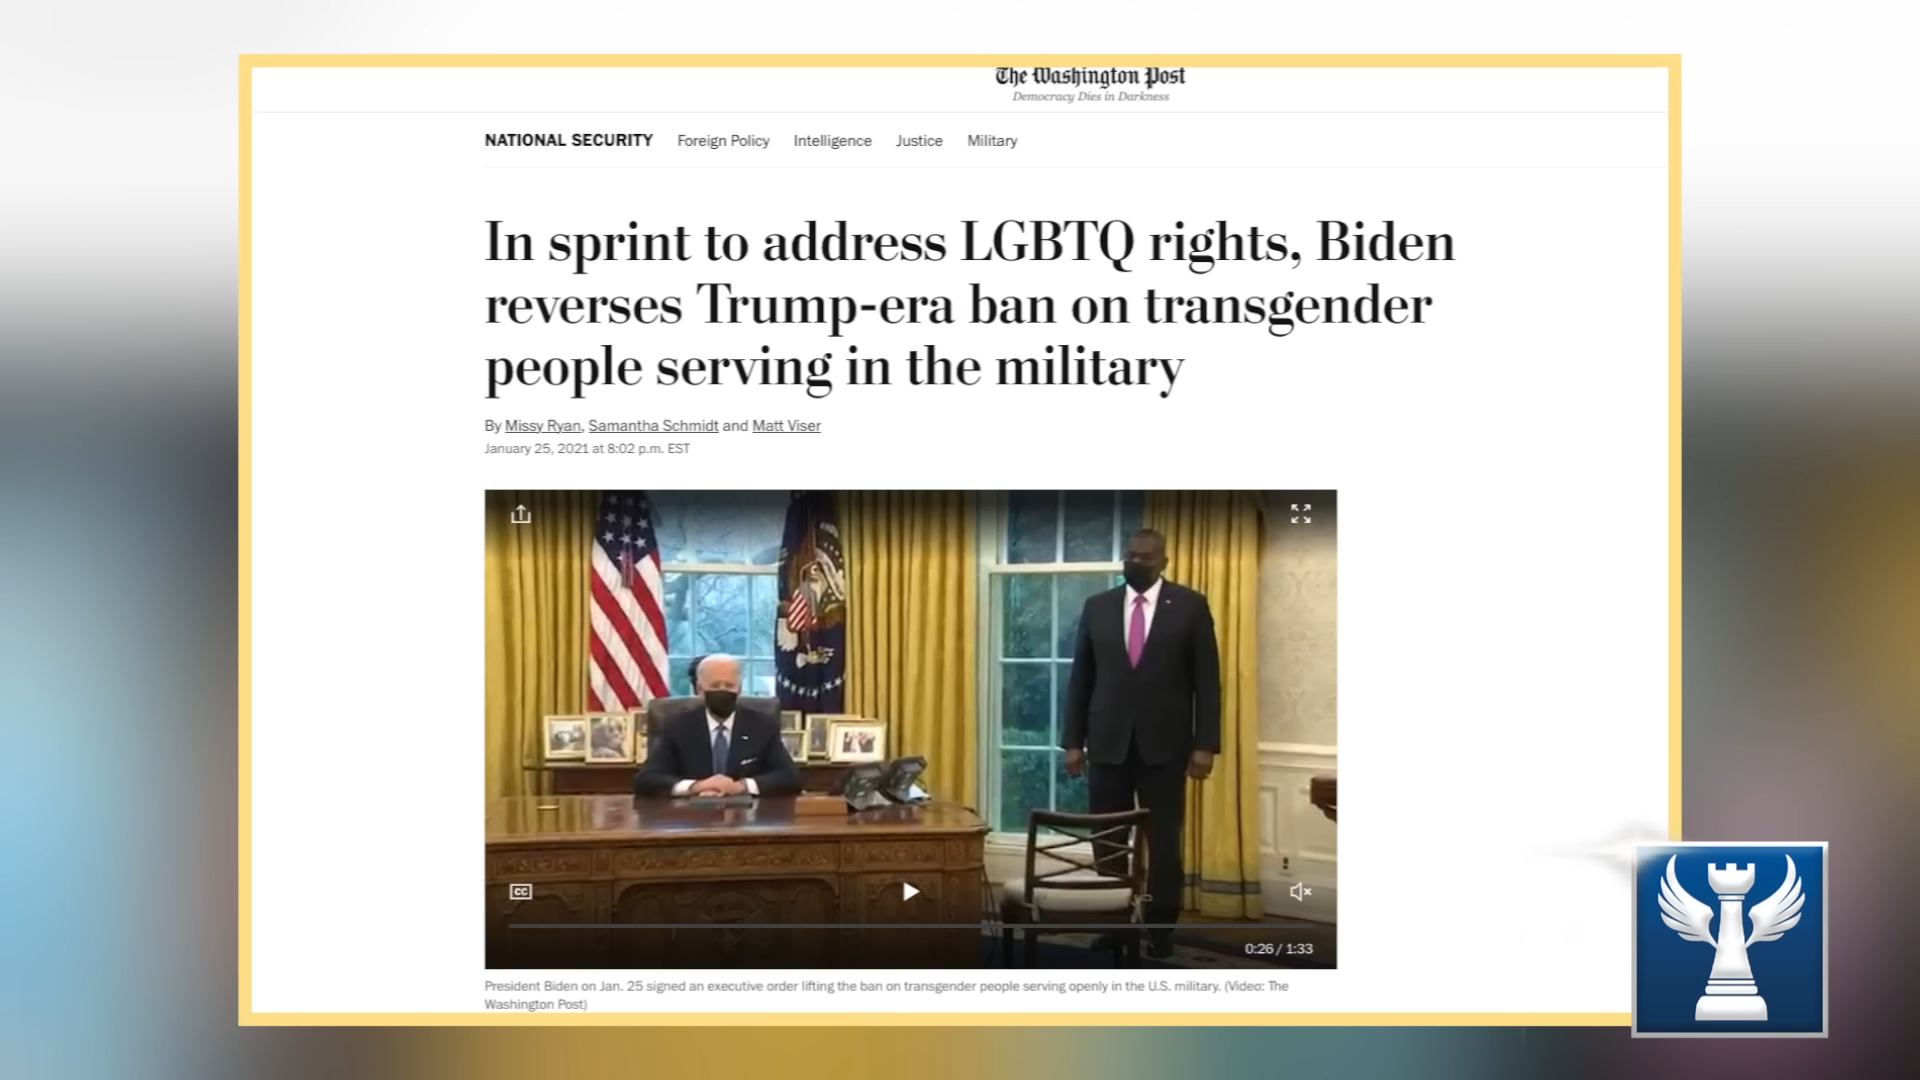 The Washington Post
Democracy Dies in Darkness
NATIONAL SECURITY Foreign Policy Intelligence Justice Military
In sprint to address LGBTQ rights, Biden
reverses Trump-era ban on transgender
people serving in the military
By Missy Ryan, Samantha Schmidt and Matt Viser
January 25, 2021 at 8:02 p.m. EST
CC
0:26 / 1:33
President Biden on Jan. 25 signed an executive order lifting the ban on transgender people serving openly in the U.S. military. (Video: The
Washington Post)